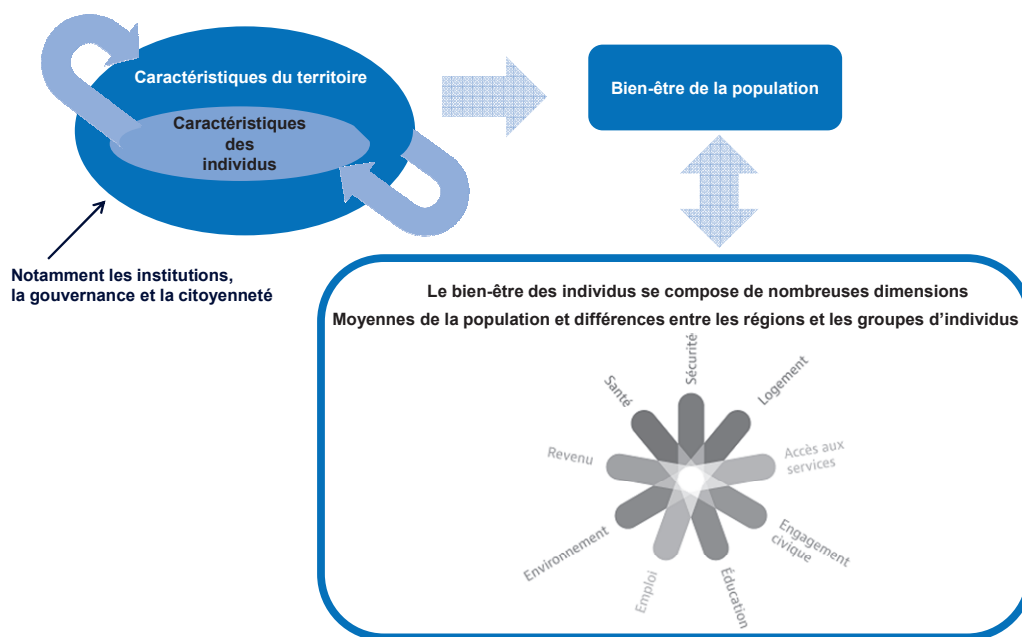 Caractéristiques du territoire
Caractéristiques
des
individus
Bien-être de la population
Notamment les institutions,
la gouvernance et la citoyenneté
Le bien-être des individus se compose de nombreuses dimensions
Moyennes de la population et différences entre les régions et les groupes d’individus
Sécurité
Logement
Accès aux
services
Engagement
civique
Éducation
Emploi
Environnement
Revenu
Santé